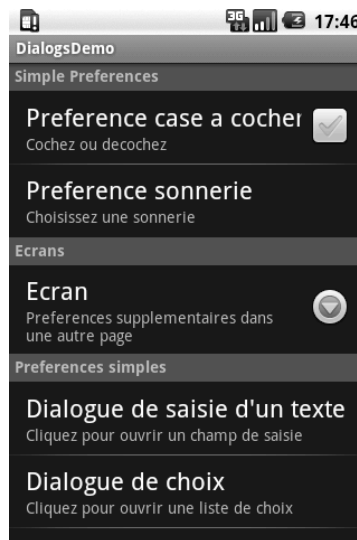 3G 17:46
DialogsDemo
Simple Preferences
Preference case a cocher
Cochez ou decochez
Preference sonnerie
Choisissez une sonnerie
Ecrans
Ecran
Preferences supplementaires dans
une autre page
Preferences simples
Dialogue de saisie d'un texte
Cliquez pour ouvrir un champ de saisie
Dialogue de choix
Cliquez pour ouvrir une liste de choix